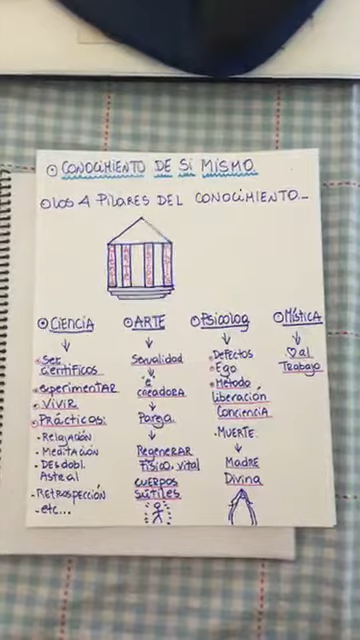 CONOCIMIENTO DE SÍ MISMO
LOS 4 PILARES DEL CONOCIMIENTO...
CIENCIA
Ser
científicos
experimentar
Vivir
Prácticas:
- Relajación
- Meditación
- Desdobl.
Astral
- Retrospección
- etc...
ARTE
Sexualidad
"e"
creadora
Pareja
Regenerar
Físico, vital
cuerpos
sútiles
Psicolog
Defectos
Ego
Método
liberación
Conciencia
. MUERTE
MADRE
Divina
Mística
♡ al
Trabajo